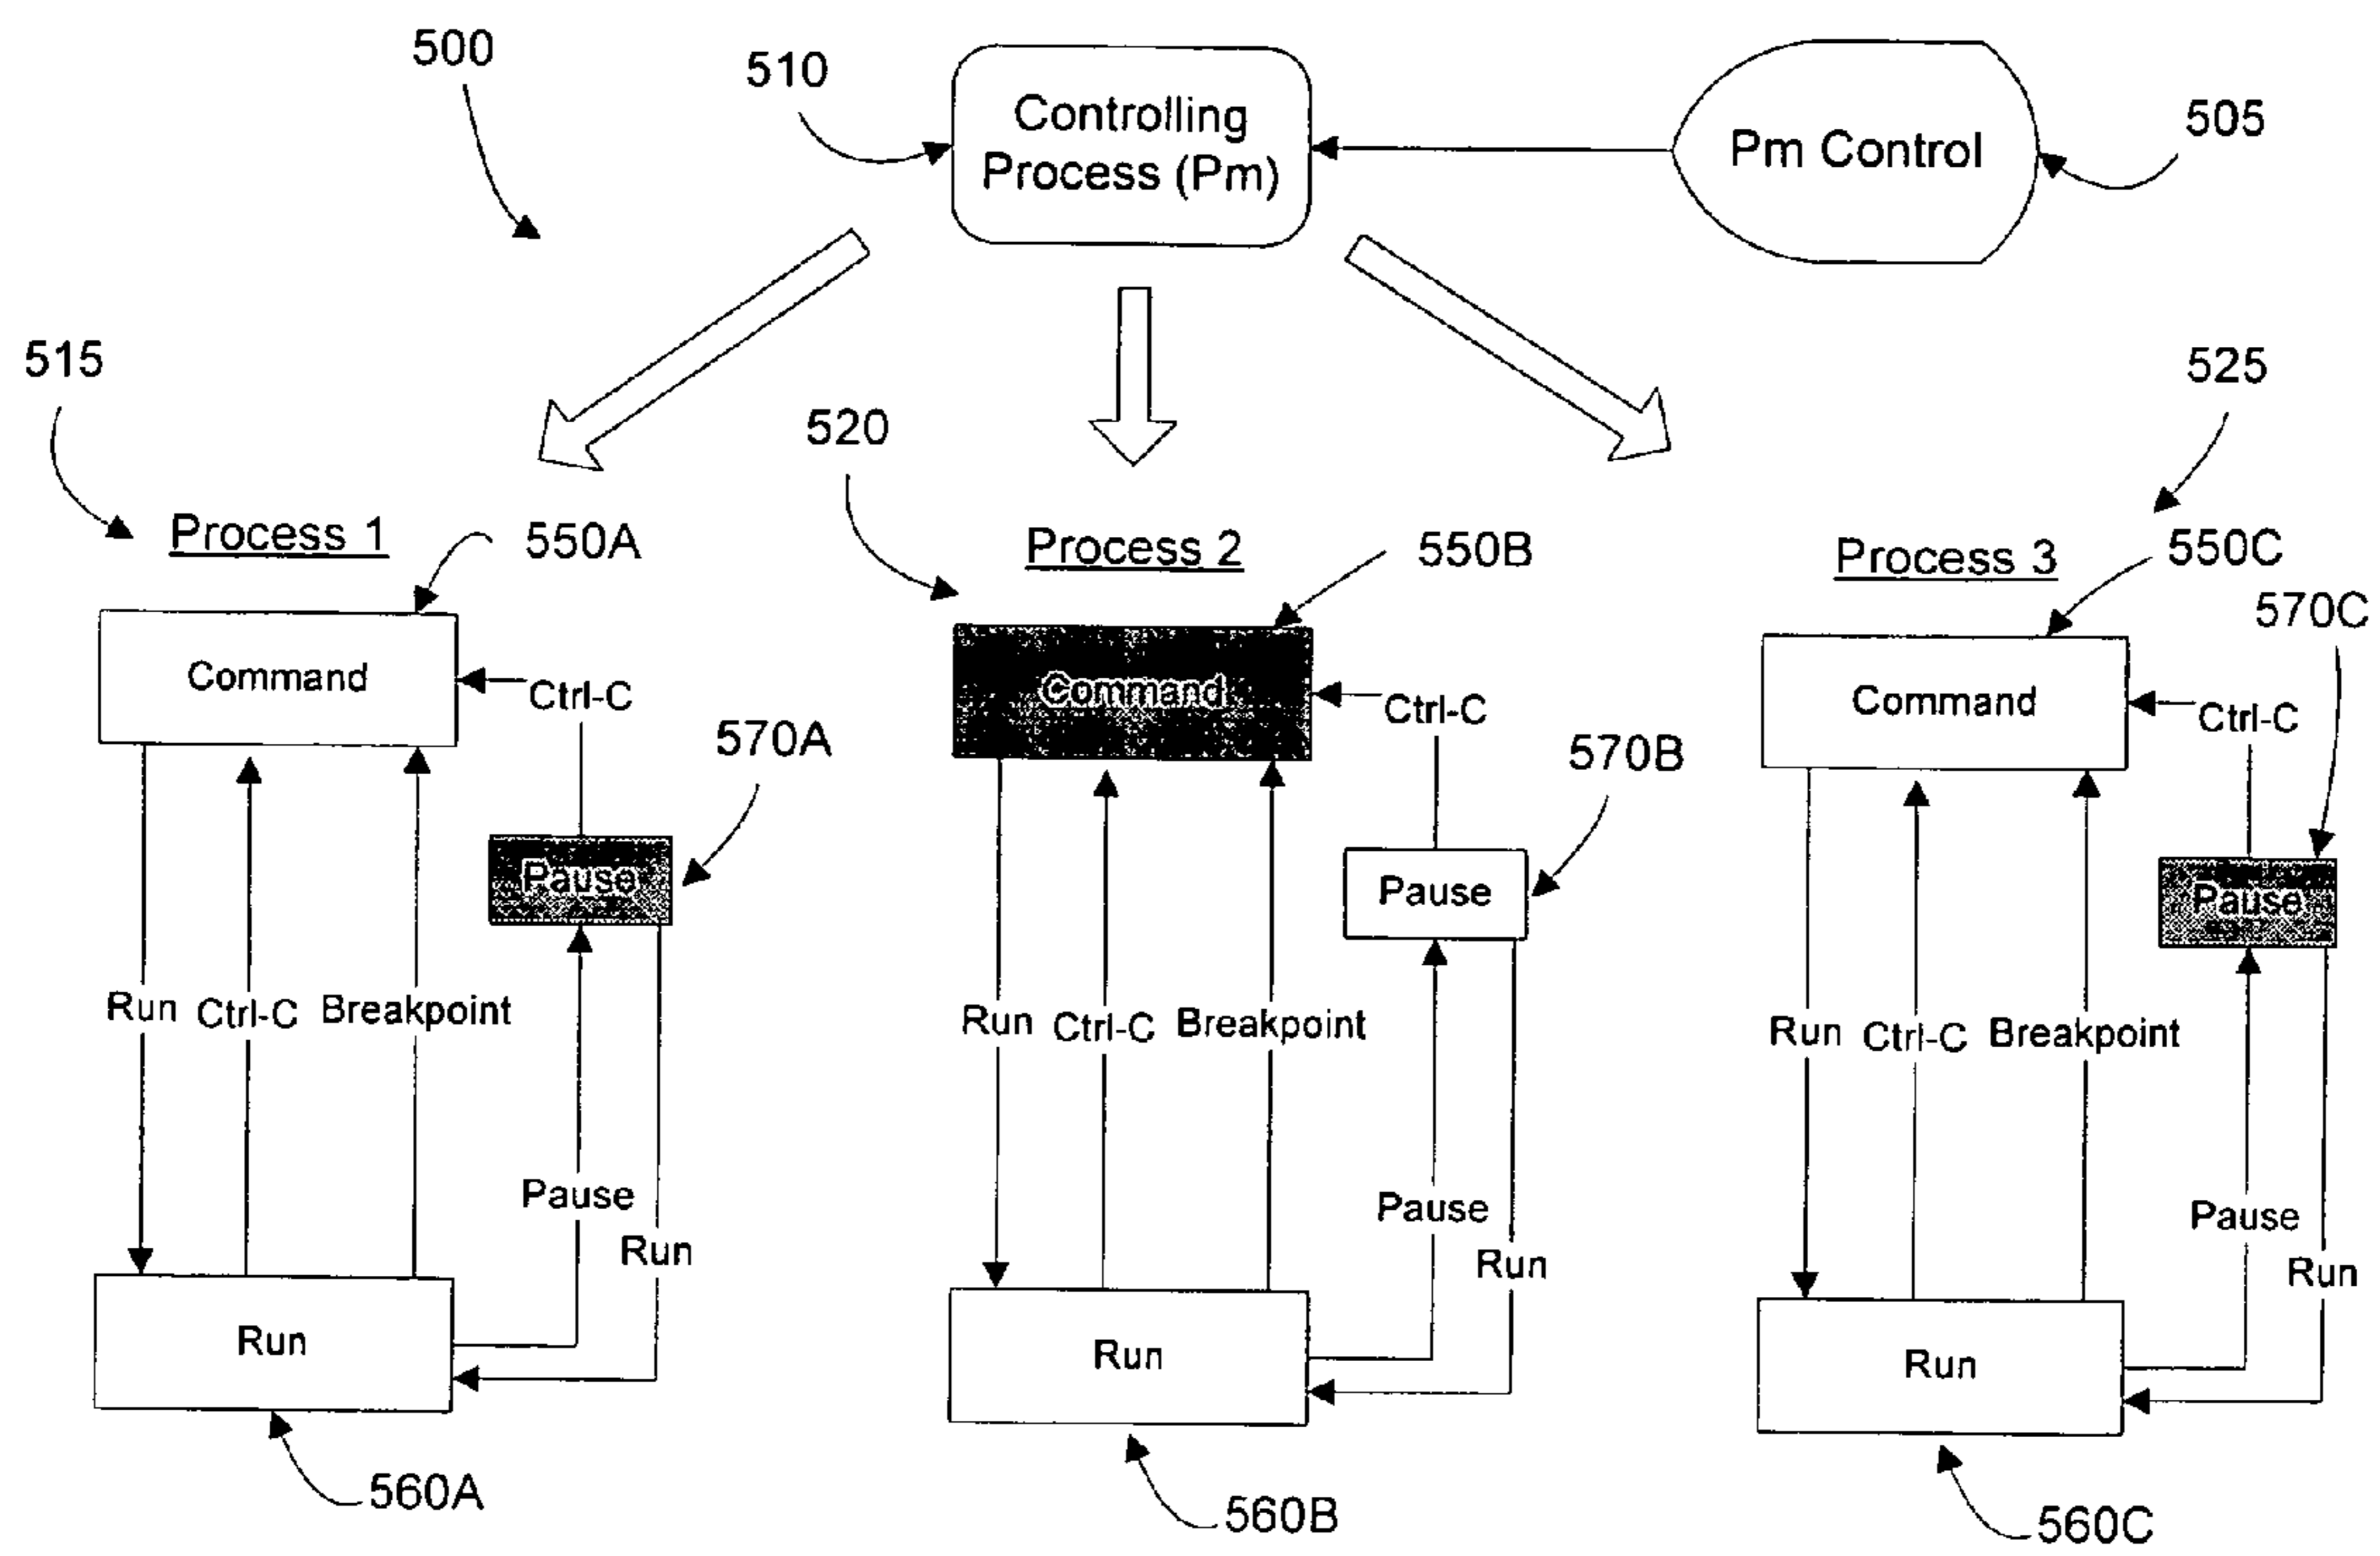 500
510
Controlling
Process (Pm)
Pm Control
505
515
520
525
Process 1
550A
Process 2
550B
Process 3
550C
570C
Command
Ctrl-C
570A
Command
Ctrl-C
570B
Command
Ctrl-C
Pause
Pause
Pause
Run
Ctrl-C
Breakpoint
Run
Ctrl-C
Breakpoint
Run
Ctrl-C
Breakpoint
Pause
Run
Pause
Run
Pause
Run
Run
Run
Run
560A
560B
560C